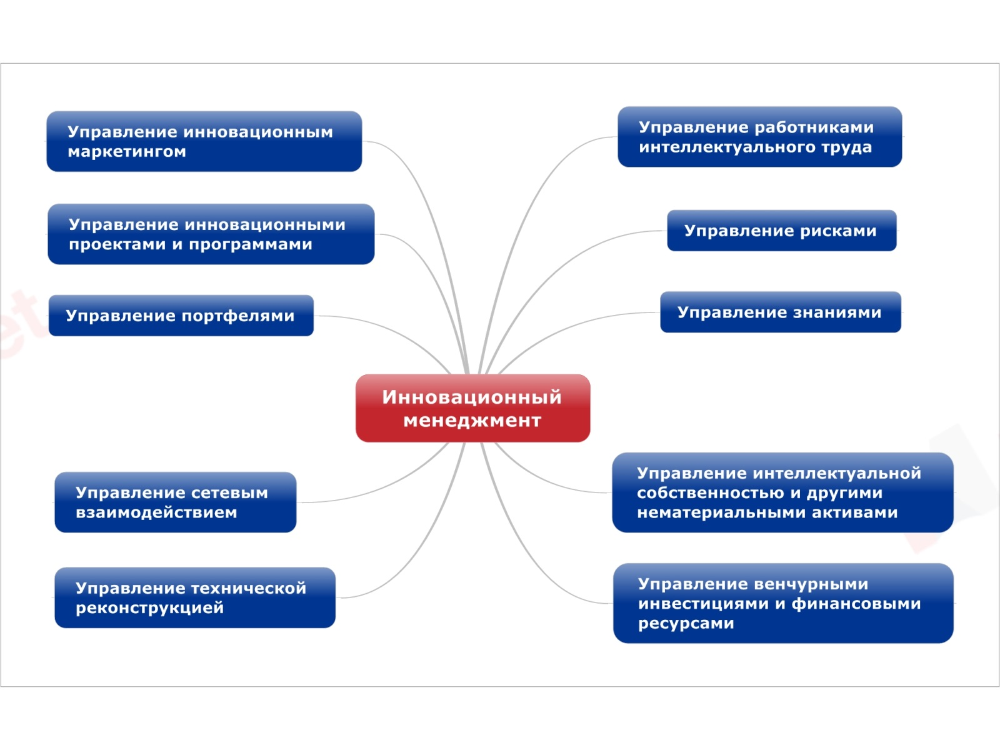 Управление инновационным
маркетингом
Управление инновационными
проектами и программами
Управление портфелями
Управление сетевым
взаимодействием
Управление технической
реконструкцией
Инновационный
менеджмент
Управление работниками
интеллектуального труда
Управление рисками
Управление знаниями
Управление интеллектуальной
собственностью и другими
нематериальными активами
Управление венчурными
инвестициями и финансовыми
ресурсами
et